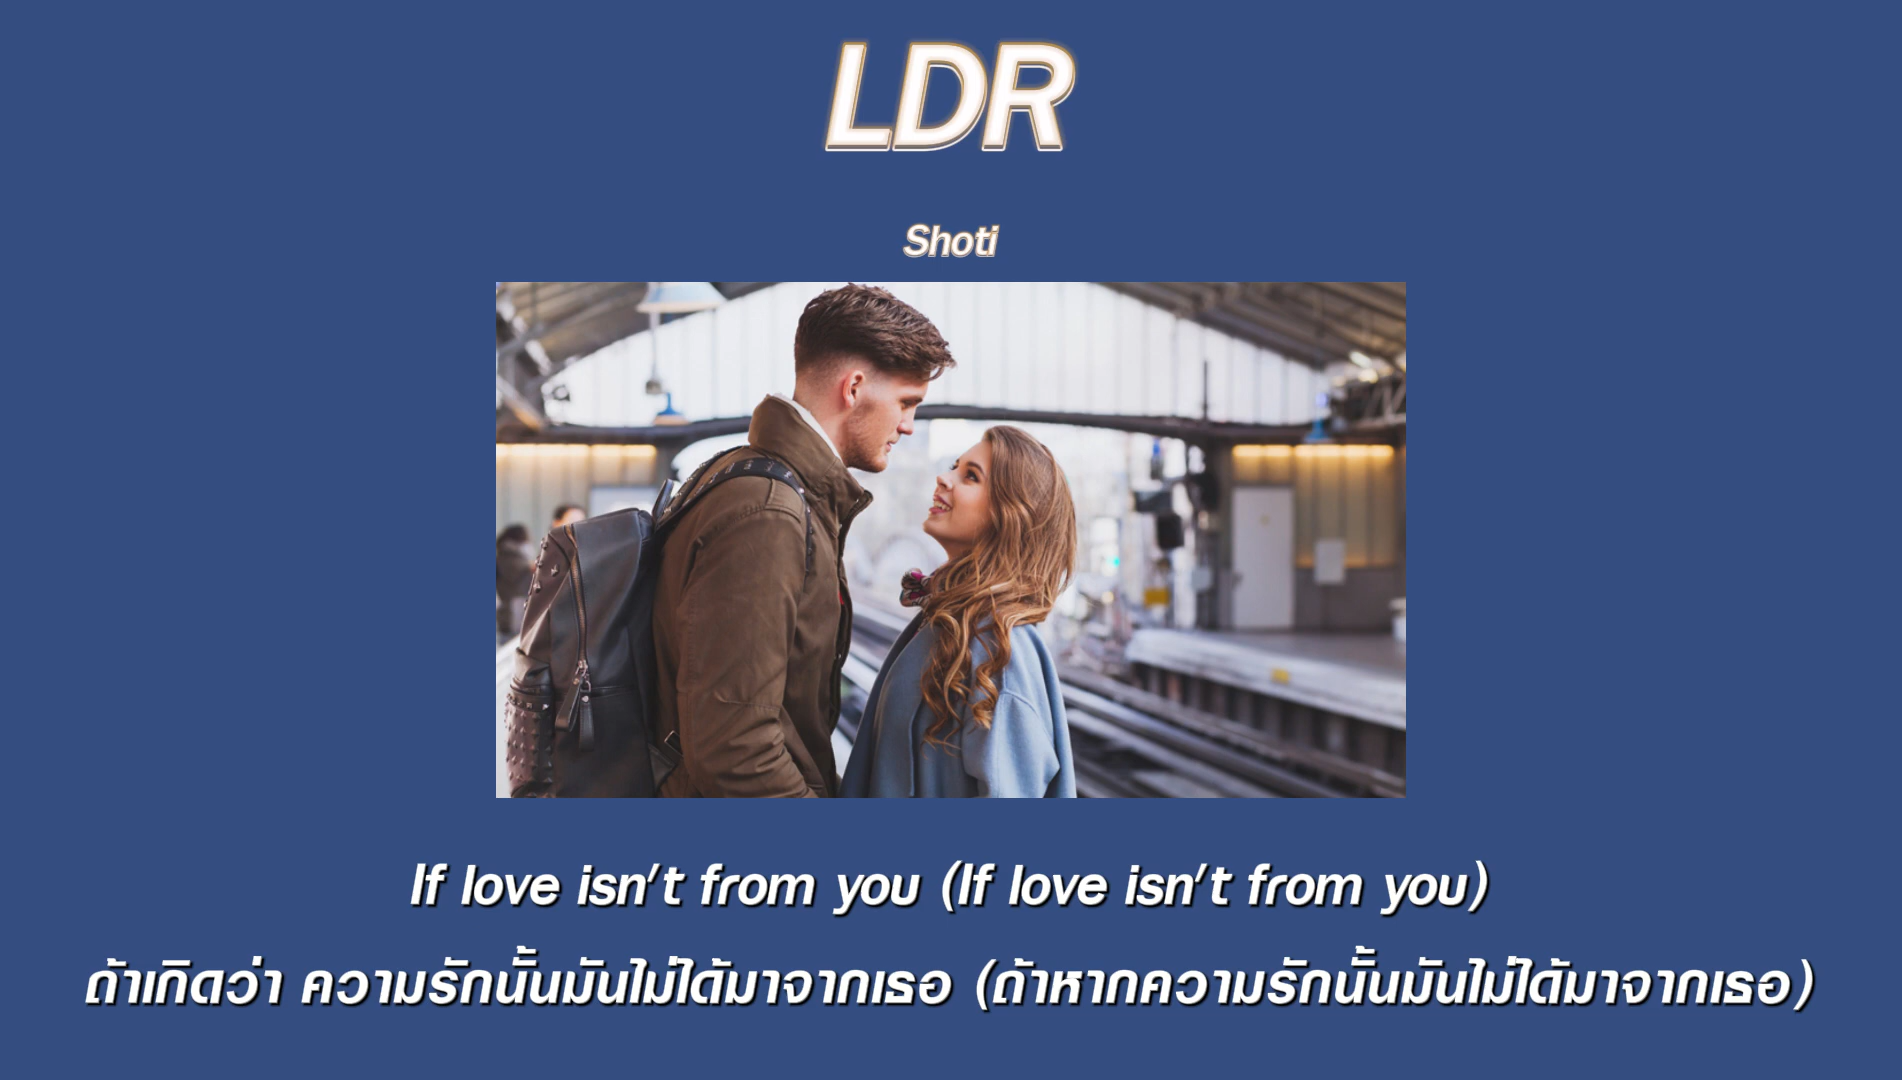 LDR
Shoti
If love isn't from you (If love isn't from you)
ถ้าเกิดว่า ความรักนั้นมันไม่ได้มาจากเธอ (ถ้าหากความรักนั้นมันไม่ได้มาจากเธอ)